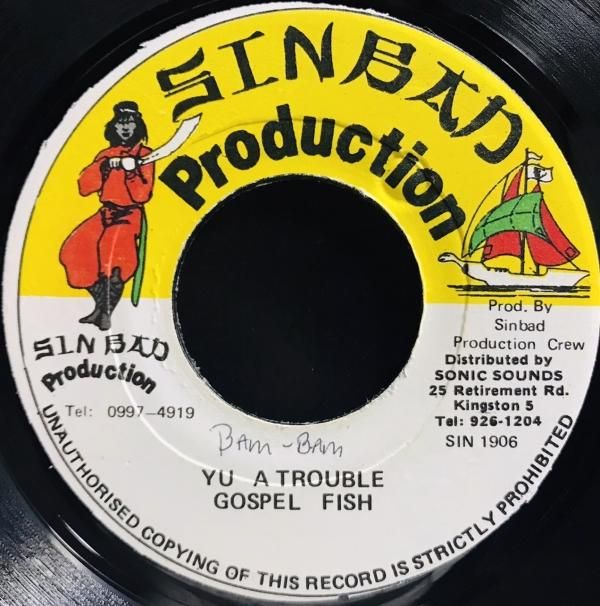 SINBAD
Production
SINBAD
Production
Tel: 0997-4919
Prod. By
Sinbad
Production Crew
Distributed by
SONIC SOUNDS
25 Retirement Rd.
Kingston 5
Tel: 926-1204
SIN 1906
BAM-BAM
YU A TROUBLE
GOSPEL FISH
UNAUTHORISED COPYING OF THIS RECORD IS STRICTLY PROHIBITED